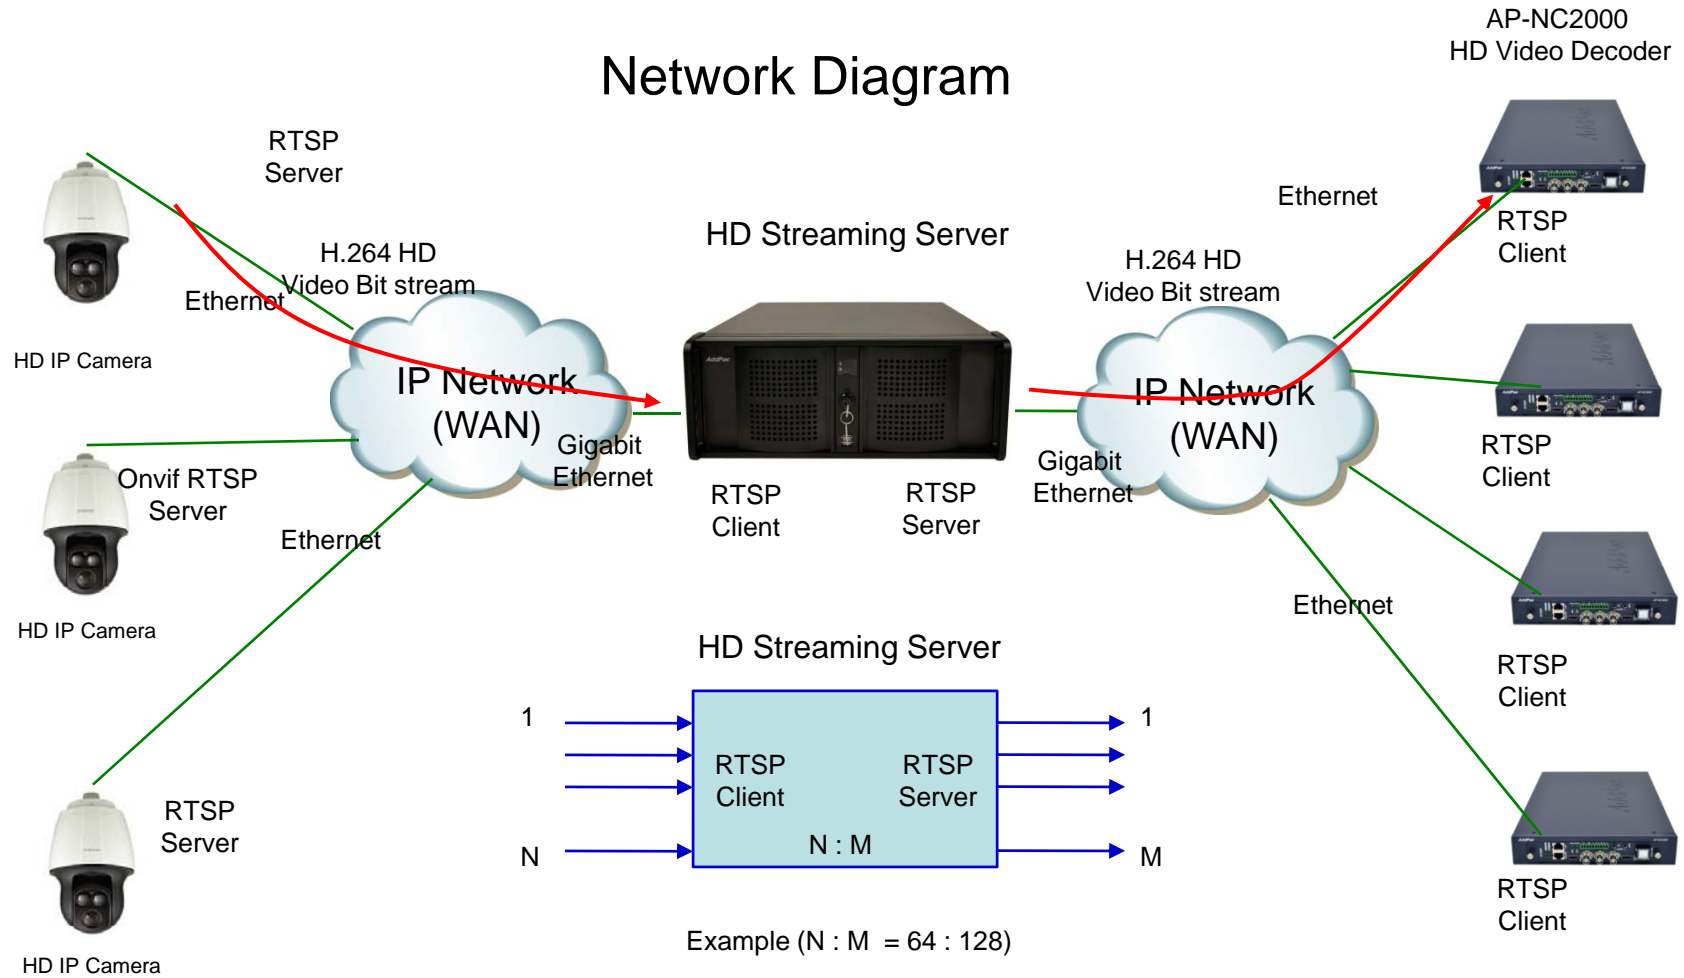 AP-NC2000
HD Video Decoder
Network Diagram
RTSP
Server
Ethernet
HD Streaming Server
RTSP
Client
H.264 HD
Video Bit stream
H.264 HD
Video Bit stream
Ethernet
HD IP Camera
AddPac
IP Network
(WAN)
IP Network
(WAN)
Gigabit
Ethernet
Gigabit
Ethernet
RTSP
Client
Onvif RTSP
Server
RTSP
Client
RTSP
Server
Ethernet
Ethernet
HD IP Camera
HD Streaming Server
RTSP
Client
1
1
RTSP
Client
RTSP
Server
RTSP
Server
N : M
N
M
RTSP
Client
Example (N : M = 64 : 128)
HD IP Camera